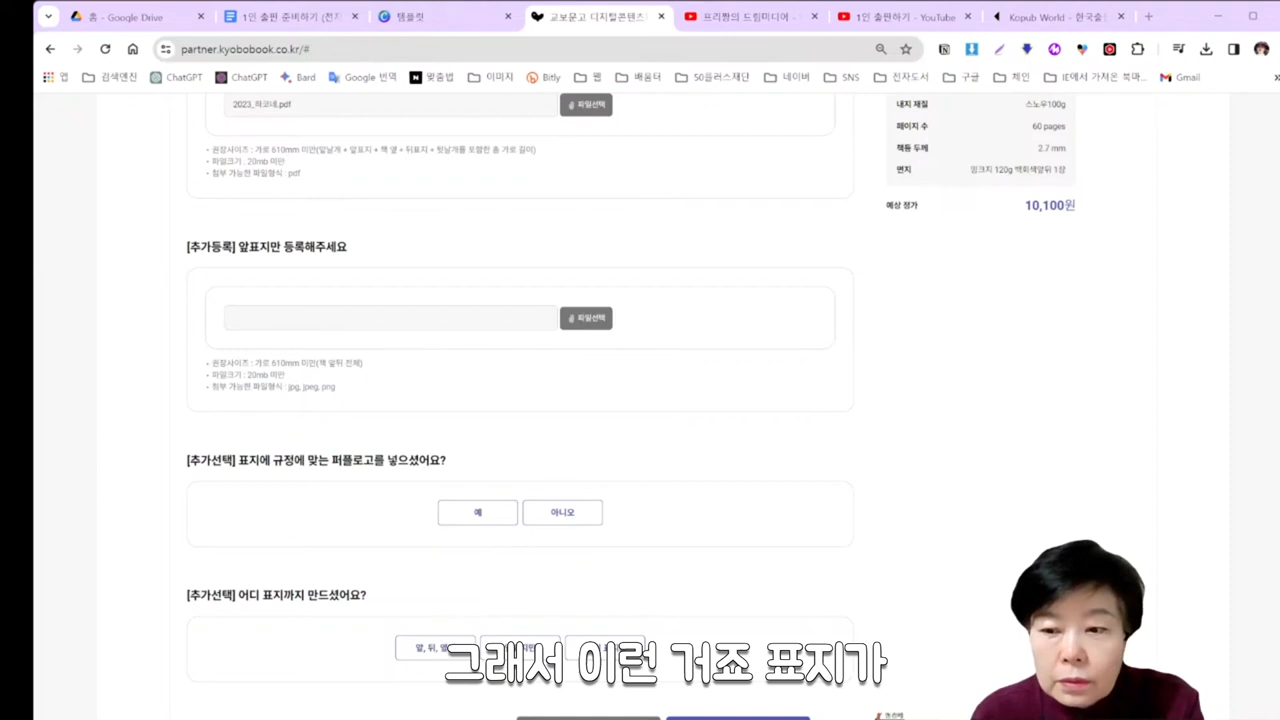 홈 - Google Drive
1인 출판 준비하기 (전자
템플릿
교보문고 디지털콘텐츠
프리짱의 드림미디어 -
1인 출판하기 - YouTube
Kopub World - 한국출판
partner.kyobobook.co.kr/#
앱
검색엔진
ChatGPT
ChatGPT
Bard
Google 번역
맞춤법
이미지
Bitly
웹
배움터
50플러스재단
네이버
SNS
전자도서
구글
체인
IE에서 가져온 북마...
Gmail
2023_하코네.pdf
파일선택
• 권장사이즈 : 가로 610mm 미만(앞날개 + 앞표지 + 책 옆 + 뒤표지 + 뒷날개를 포함한 총 가로 길이)
• 파일크기 : 20mb 미만
• 첨부 가능한 파일형식 : pdf
내지 재질 스노우100g
페이지 수 60 pages
책등 두께 2.7 mm
면지 밍크지 120g 백회색앞뒤 1장
예상 정가 10,100원
[추가등록] 앞표지만 등록해주세요
파일선택
• 권장사이즈 : 가로 610mm 미만(책 앞뒤 전체)
• 파일크기 : 20mb 미만
• 첨부 가능한 파일형식 : jpg, jpeg, png
[추가선택] 표지에 규정에 맞는 퍼플로고를 넣으셨어요?
예
아니오
[추가선택] 어디 표지까지 만드셨어요?
앞, 뒤, 옆
그래서 이런 거죠 표지가